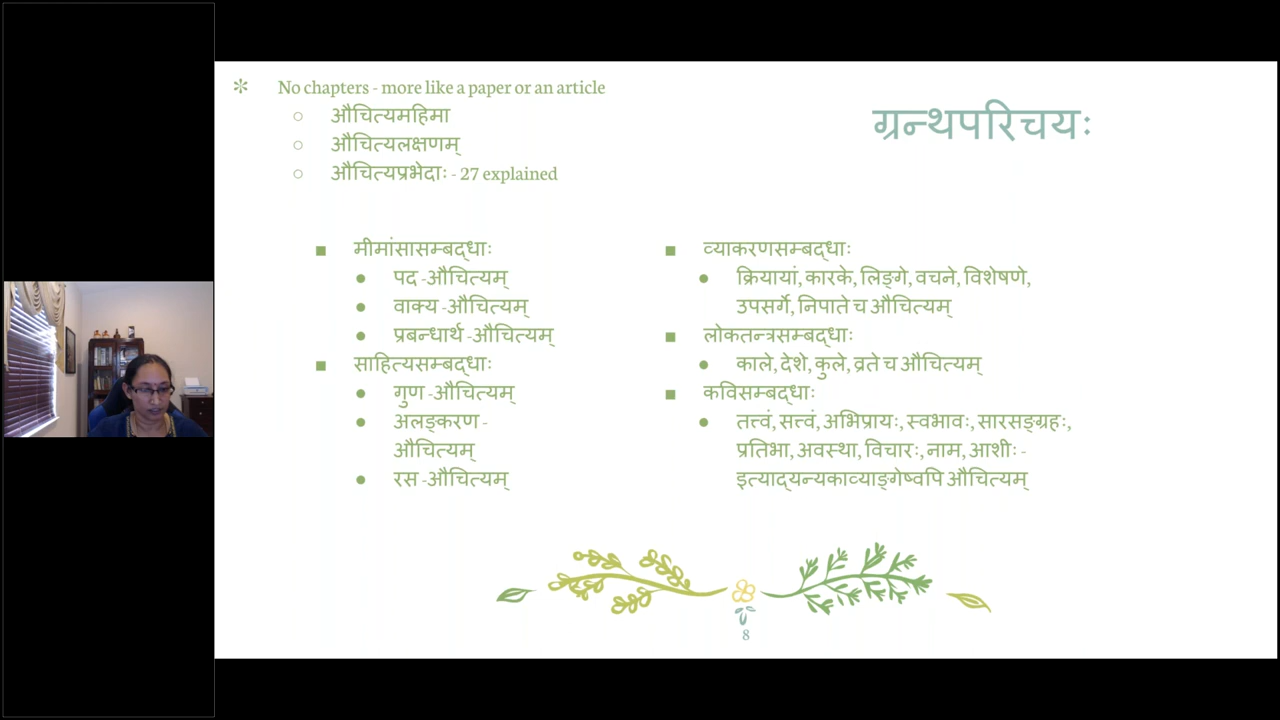 No chapters - more like a paper or an article
औचित्यमहिमा
औचित्यलक्षणम्
औचित्यप्रभेदाः - 27 explained
ग्रन्थपरिचयः
मीमांसासम्बद्धाः
पद -औचित्यम्
वाक्य -औचित्यम्
प्रबन्धार्थ -औचित्यम्
साहित्यसम्बद्धाः
गुण -औचित्यम्
अलङ्करण -
औचित्यम्
रस -औचित्यम्
व्याकरणसम्बद्धाः
क्रियायां, कारके, लिङ्गे, वचने, विशेषणे,
उपसर्गे, निपाते च औचित्यम्
लोकतन्त्रसम्बद्धाः
काले, देशे, कुले, व्रते च औचित्यम्
कविसम्बद्धाः
तत्त्वं, सत्त्वं, अभिप्रायः, स्वभावः, सारसङ्ग्रहः,
प्रतिभा, अवस्था, विचारः, नाम, आशीः -
इत्याद्यन्यकाव्याङ्गेष्वपि औचित्यम्
8